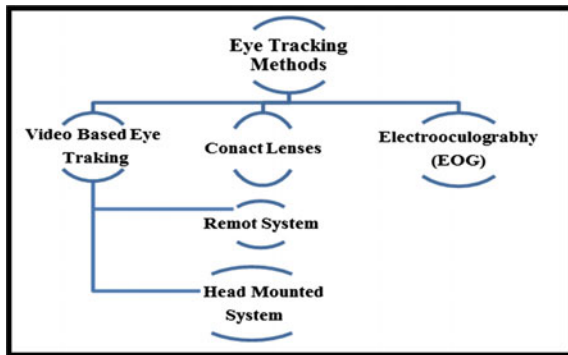 Eye Tracking
Methods
Video Based Eye
Traking
Conact Lenses
Electrooculograbhy
(EOG)
Remot System
Head Mounted
System